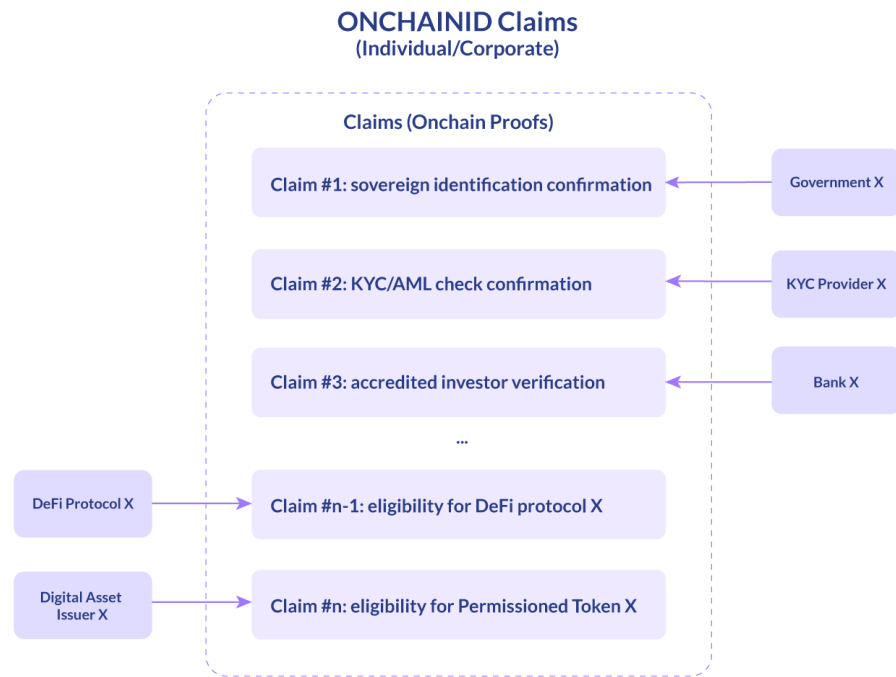 ONCHAINID Claims
(Individual/Corporate)
Claims (Onchain Proofs)
Claim #1: sovereign identification confirmation
Government X
Claim #2: KYC/AML check confirmation
KYC Provider X
Claim #3: accredited investor verification
Bank X
...
DeFi Protocol X
Claim #n-1: eligibility for DeFi protocol X
Digital Asset
Issuer X
Claim #n: eligibility for Permissioned Token X